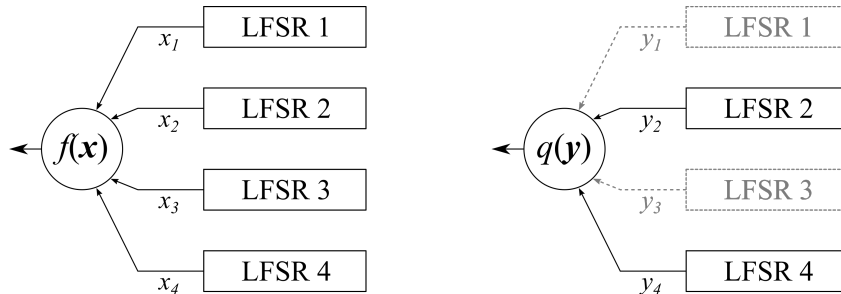 LFSR 1
x1
LFSR 2
x2
f(x)
LFSR 3
x3
LFSR 4
x4
LFSR 1
y1
LFSR 2
y2
q(y)
LFSR 3
y3
LFSR 4
y4